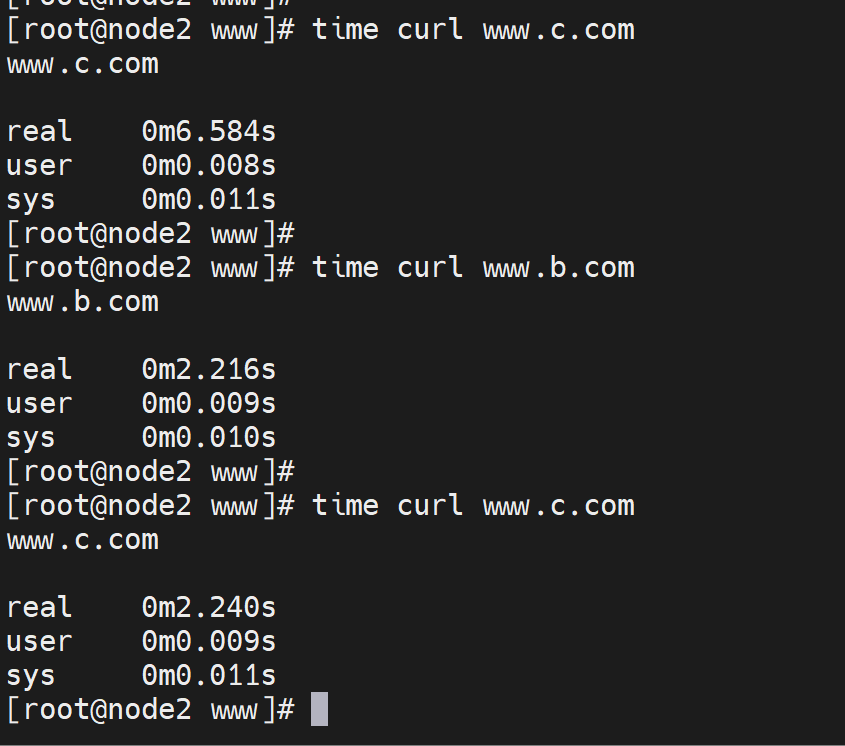 [root@node2 www]#
[root@node2 www]# time curl www.c.com
www.c.com
real    0m6.584s
user    0m0.008s
sys     0m0.011s
[root@node2 www]#
[root@node2 www]# time curl www.b.com
www.b.com
real    0m2.216s
user    0m0.009s
sys     0m0.010s
[root@node2 www]#
[root@node2 www]# time curl www.c.com
www.c.com
real    0m2.240s
user    0m0.009s
sys     0m0.011s
[root@node2 www]#